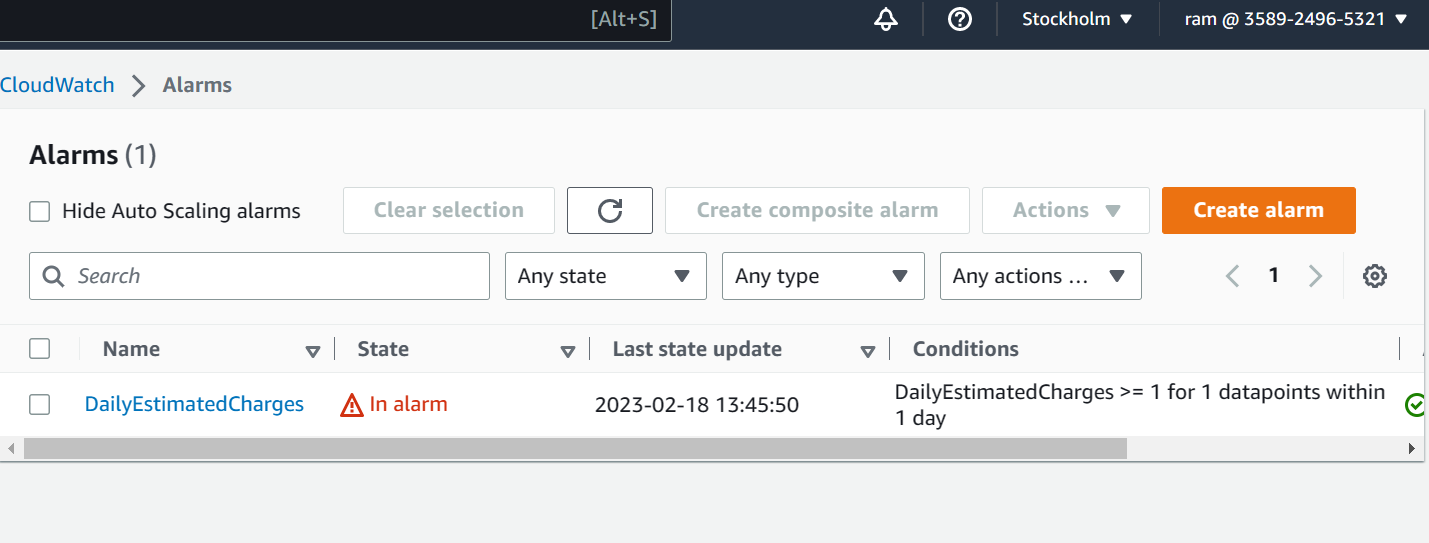 [Alt+S] Stockholm ram @ 3589-2496-5321
CloudWatch Alarms
Alarms (1)
Hide Auto Scaling alarms Clear selection Create composite alarm Actions Create alarm
Search Any state Any type Any actions ... 1
Name State Last state update Conditions
DailyEstimatedCharges In alarm 2023-02-18 13:45:50 DailyEstimatedCharges >= 1 for 1 datapoints within
1 day